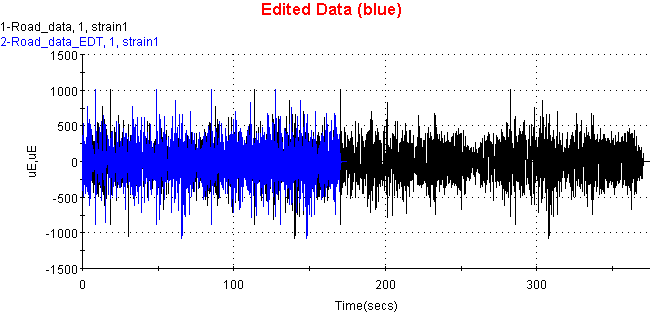 Edited Data (blue)
1-Road_data, 1, strain1
2-Road_data_EDT, 1, strain1
1500
1000
500
0
-500
-1000
-1500
uE,uE
0
100
200
300
Time(secs)